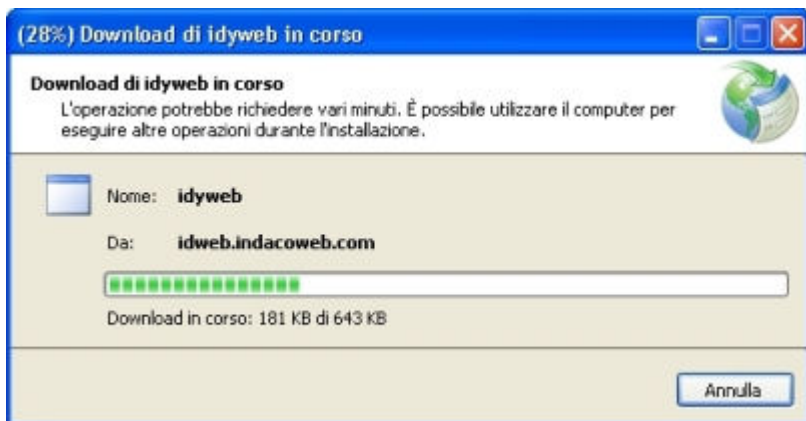 (28%) Download di idyweb in corso
Download di idyweb in corso
L'operazione potrebbe richiedere vari minuti. È possibile utilizzare il computer per
eseguire altre operazioni durante l'installazione.
Nome: idyweb
Da: idweb.indacoweb.com
Download in corso: 181 KB di 643 KB
Annulla